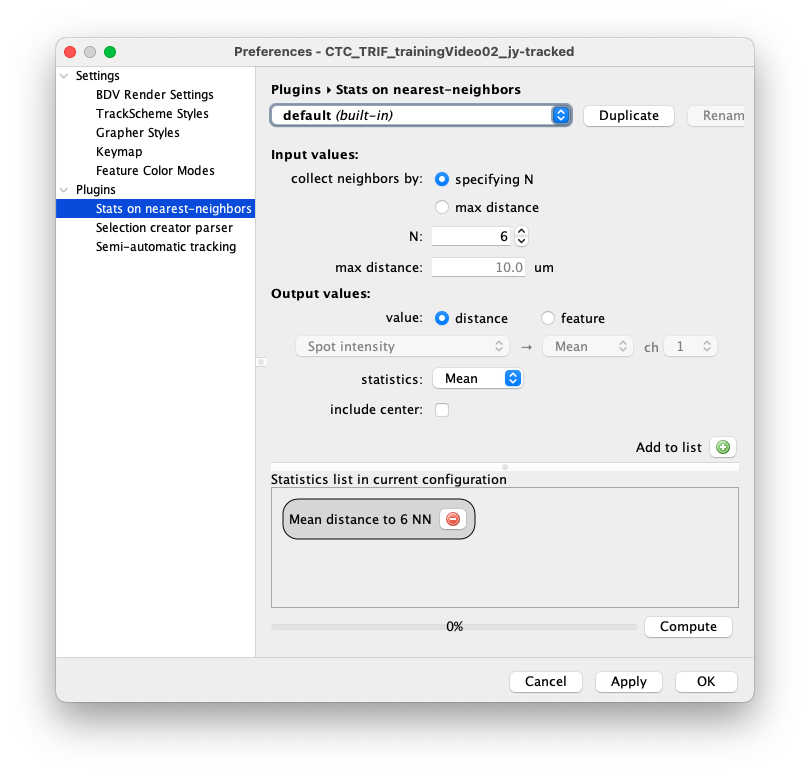 Preferences - CTC_TRIF_trainingVideo02_jy-tracked
Settings
BDV Render Settings
TrackScheme Styles
Grapher Styles
Keymap
Feature Color Modes
Plugins
Stats on nearest-neighbors
Selection creator parser
Semi-automatic tracking
Plugins ▸ Stats on nearest-neighbors
default (built-in)
Duplicate
Renam
Input values:
collect neighbors by: specifying N
max distance
N: 6
max distance: 10.0 um
Output values:
value: distance feature
Spot intensity → Mean ch 1
statistics: Mean
include center:
Add to list
Statistics list in current configuration
Mean distance to 6 NN
0% Compute
Cancel Apply OK